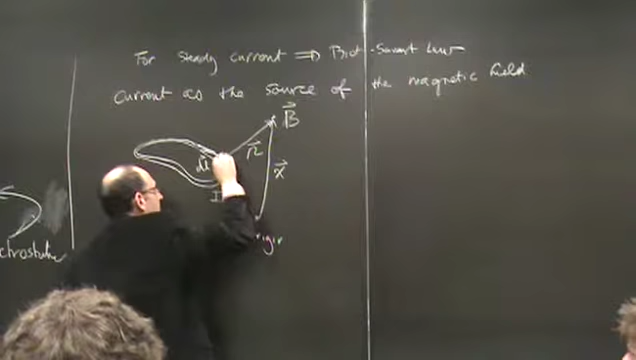 For steady current ⇒ Biot-Savart law
Current as the source of the magnetic field
B⃗
r⃗
dl
x⃗
I